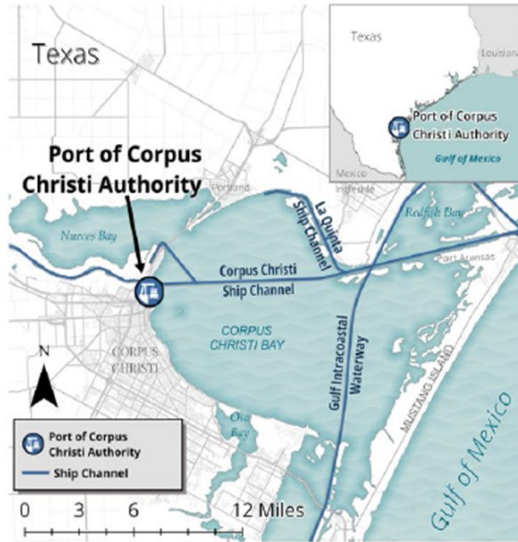 Texas
Port of Corpus
Christi Authority
Texas
Louisiana
Port of Corpus
Christi Authority
Mexico
Gulf of Mexico
Portland
Ingleside
Nueces Bay
Redfish Bay
La Quinta
Ship Channel
Port Aransas
Corpus Christi
Ship Channel
CORPUS
CHRISTI BAY
CORPUS
CHRISTI
Gulf Intracoastal
Waterway
MUSTANG ISLAND
Oso
Bay
Gulf of Mexico
N
Port of Corpus
Christi Authority
Ship Channel
0 3 6 12 Miles